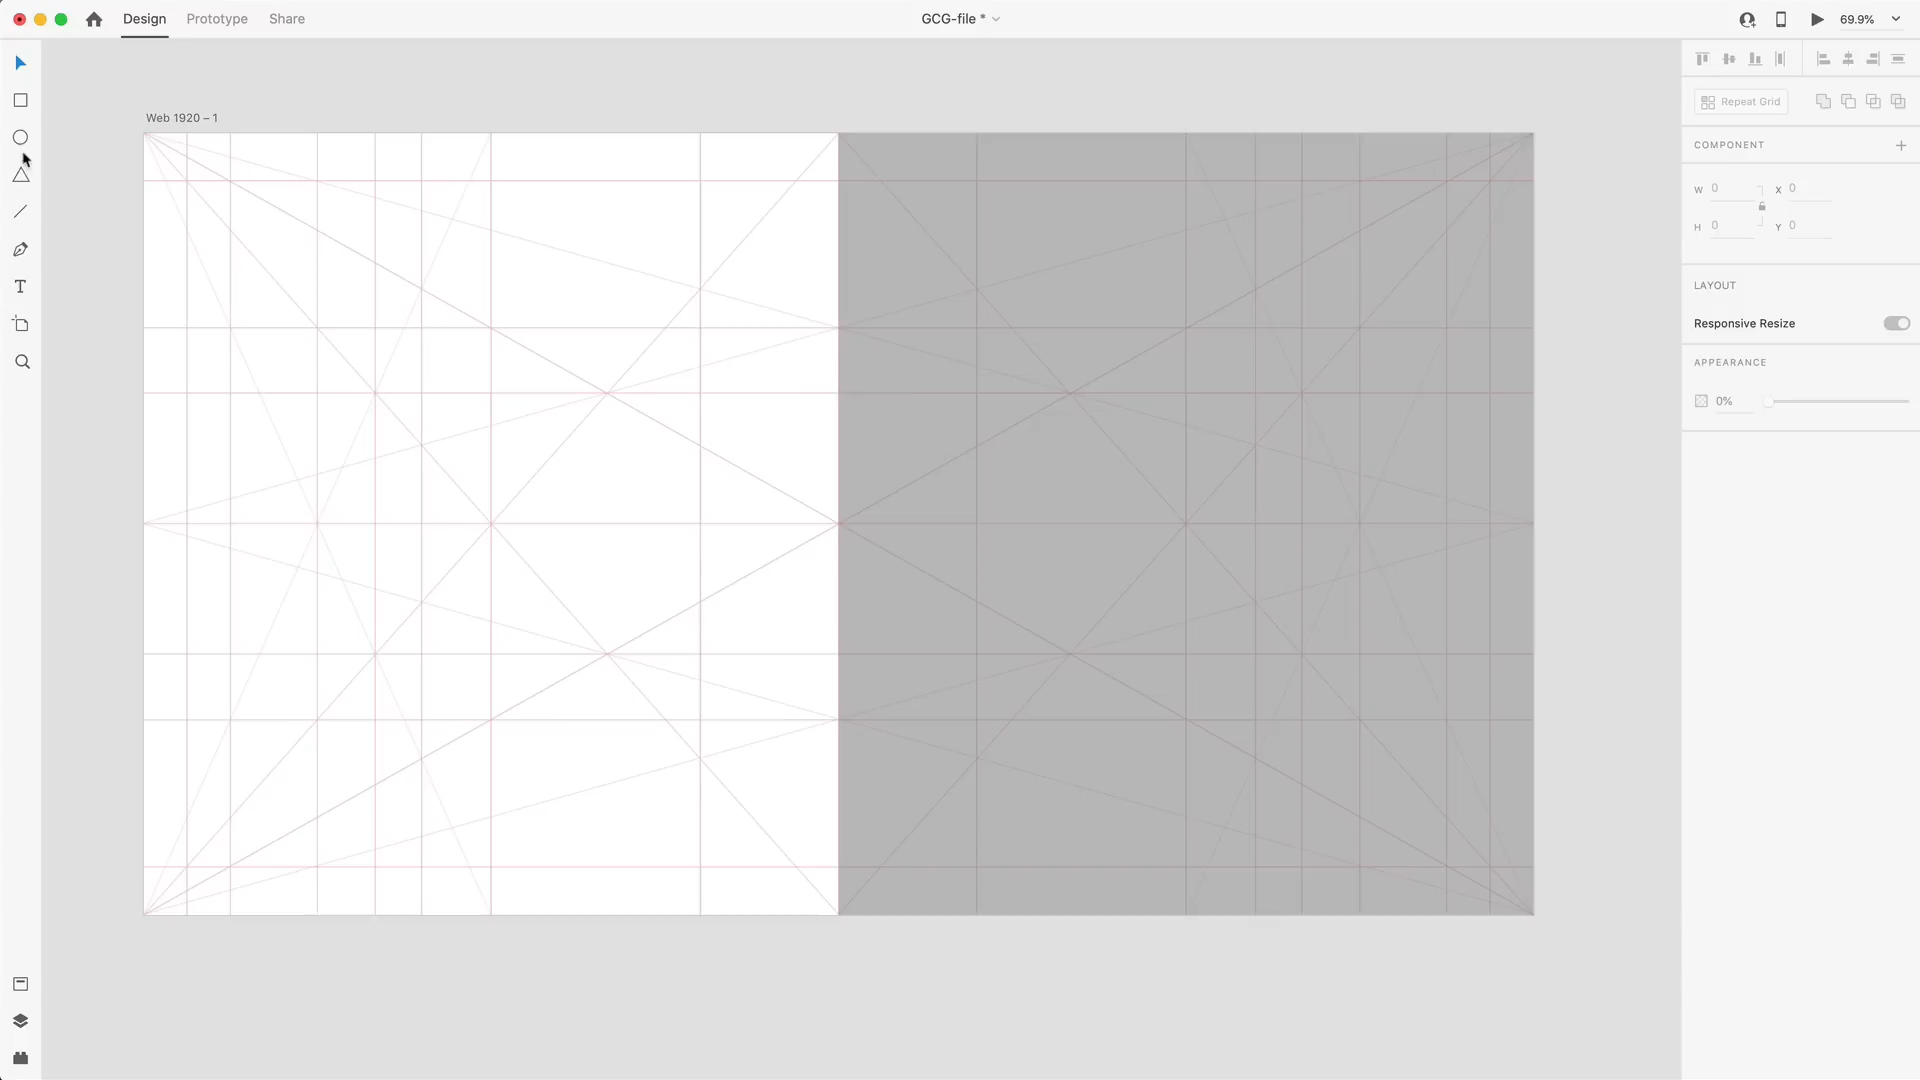 Design Prototype Share GCG-file * 69.9%
Web 1920 – 1
Repeat Grid
COMPONENT
W 0 X 0
H 0 Y 0
LAYOUT
Responsive Resize
APPEARANCE
0%
T